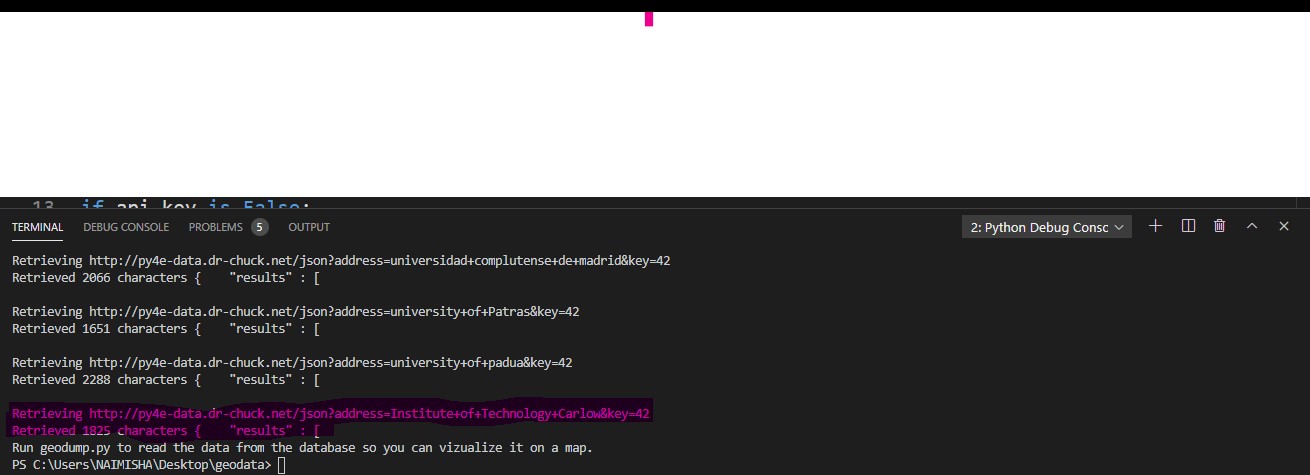 13 if api_key is False:
TERMINAL DEBUG CONSOLE PROBLEMS 5 OUTPUT 2: Python Debug Consc
Retrieving http://py4e-data.dr-chuck.net/json?address=universidad+complutense+de+madrid&key=42
Retrieved 2066 characters {    "results" : [
Retrieving http://py4e-data.dr-chuck.net/json?address=university+of+Patras&key=42
Retrieved 1651 characters {    "results" : [
Retrieving http://py4e-data.dr-chuck.net/json?address=university+of+padua&key=42
Retrieved 2288 characters {    "results" : [
Retrieving http://py4e-data.dr-chuck.net/json?address=Institute+of+Technology+Carlow&key=42
Retrieved 1825 characters {    "results" : [
Run geodump.py to read the data from the database so you can vizualize it on a map.
PS C:\Users\NAIMISHA\Desktop\geodata>